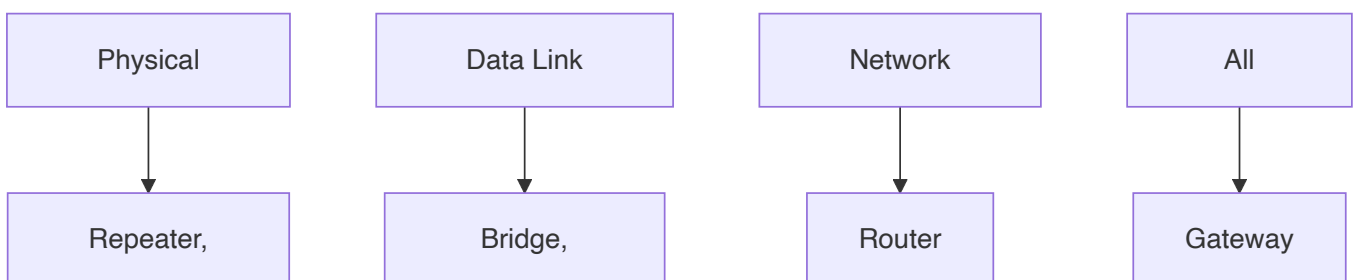 Physical
Data Link
Network
All
Repeater,
Bridge,
Router
Gateway